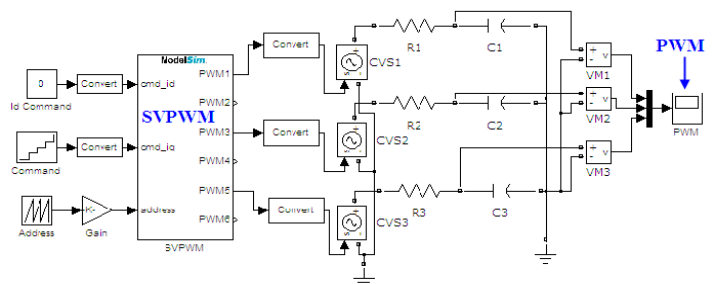 ModelSim
0
Id Command
Convert
cmd_id
PWM1
PWM2
SVPWM
PWM3
PWM4
PWM5
PWM6
Command
Convert
cmd_iq
Address
-K-
Gain
address
SVPWM
Convert
Convert
Convert
s
CVS1
s
CVS2
s
CVS3
R1
C1
R2
C2
R3
C3
+
-
v
VM1
+
-
v
VM2
+
-
v
VM3
PWM
PWM